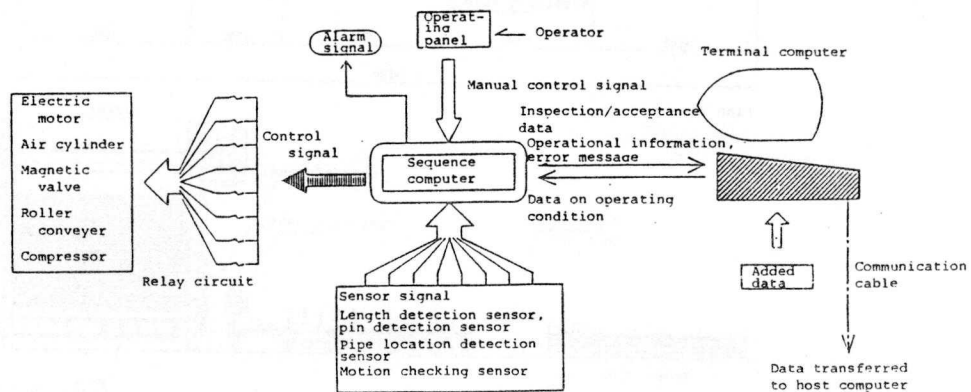 Operat-
ing
panel
Operator
Alarm
signal
Terminal computer
Manual control signal
Inspection/acceptance
data
Operational information,
error message
Data on operating
condition
Sequence
computer
Control
signal
Electric
motor
Air cylinder
Magnetic
valve
Roller
conveyer
Compressor
Relay circuit
Sensor signal
Length detection sensor,
pin detection sensor
Pipe location detection
sensor
Motion checking sensor
Added
data
Communication
cable
Data transferred
to host computer